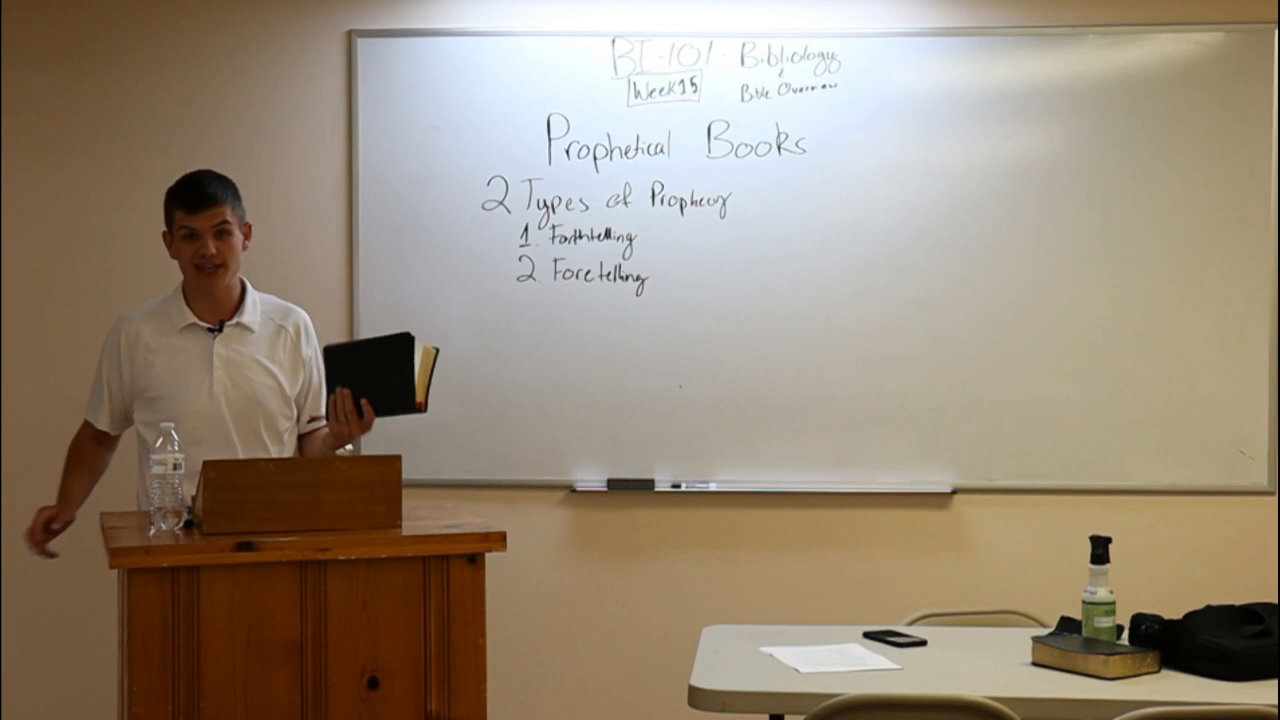 BI-101 - Bibliology
&
Week 15
Bible Overview
Prophetical Books
2 Types of Prophecy
1. Forthtelling
2. Foretelling